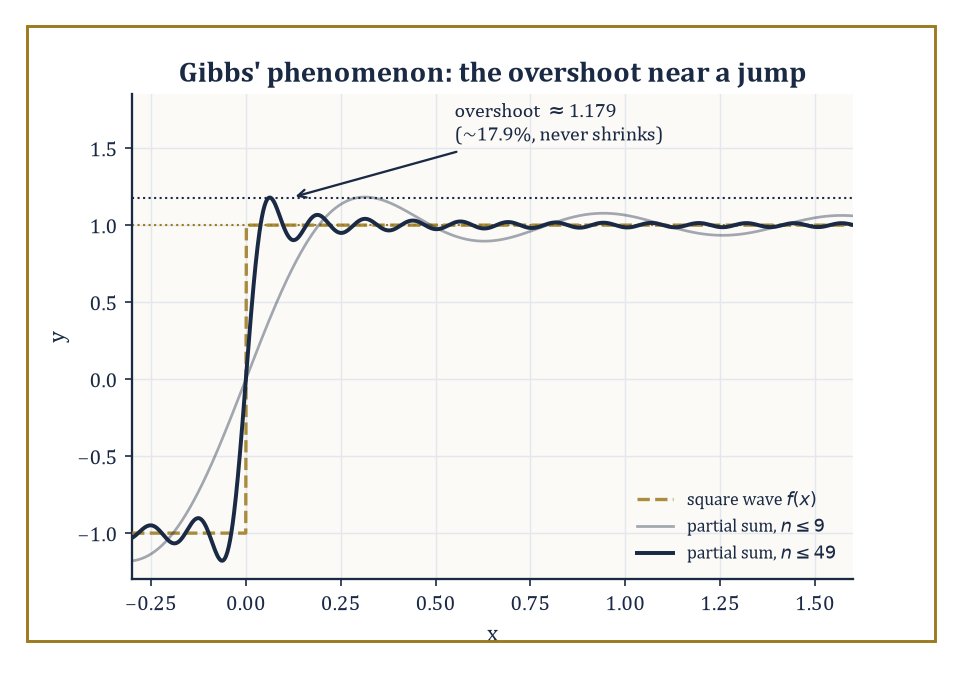 Gibbs' phenomenon: the overshoot near a jump
overshoot ≈ 1.179
(~17.9%, never shrinks)
1.5
1.0
0.5
0.0
−0.5
−1.0
y
square wave f(x)
partial sum, n ≤ 9
partial sum, n ≤ 49
−0.25 0.00 0.25 0.50 0.75 1.00 1.25 1.50
x